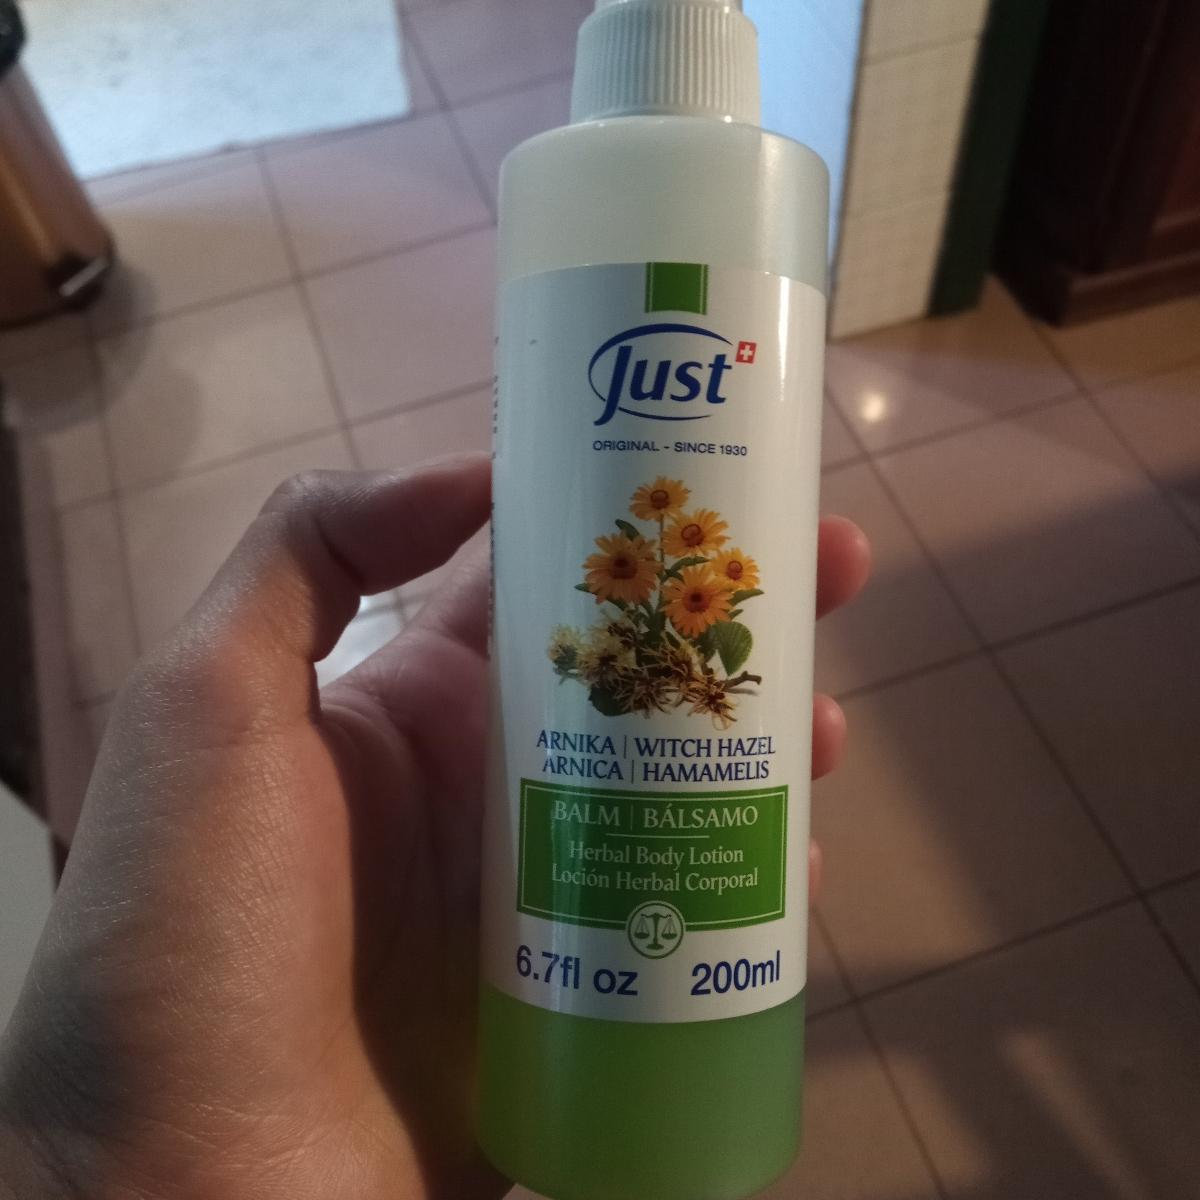 Just
ORIGINAL - SINCE 1930
ARNIKA | WITCH HAZEL
ARNICA | HAMAMELIS
BALM | BÁLSAMO
Herbal Body Lotion
Loción Herbal Corporal
6.7fl oz 200ml